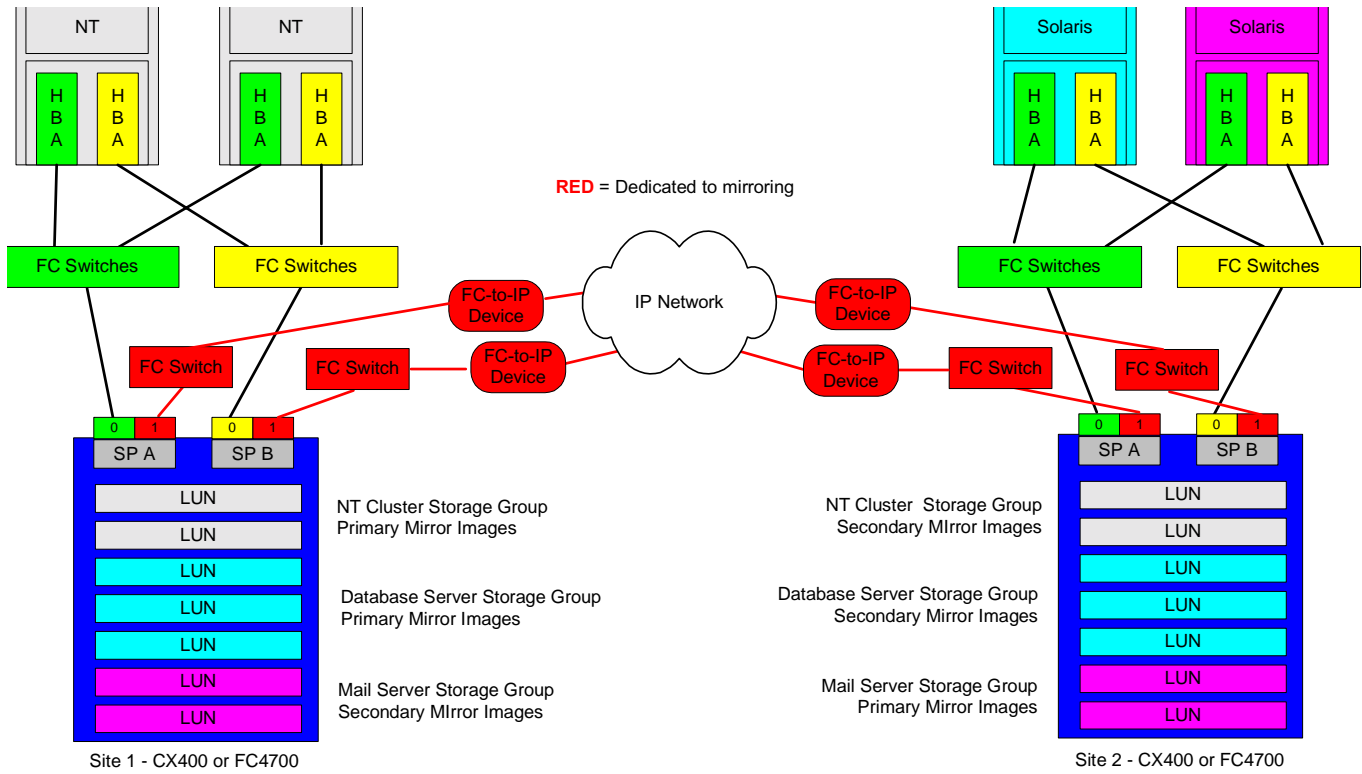 NT
NT
Solaris
Solaris
H
B
A
H
B
A
H
B
A
H
B
A
H
B
A
H
B
A
H
B
A
H
B
A
RED = Dedicated to mirroring
FC Switches
FC Switches
FC Switches
FC Switches
FC-to-IP
Device
IP Network
FC-to-IP
Device
FC Switch
FC Switch
FC-to-IP
Device
FC-to-IP
Device
FC Switch
FC Switch
0
1
0
1
0
1
0
1
SP A
SP B
SP A
SP B
LUN
LUN
LUN
LUN
LUN
LUN
LUN
NT Cluster Storage Group
Primary Mirror Images
Database Server Storage Group
Primary Mirror Images
Mail Server Storage Group
Secondary MIrror Images
NT Cluster  Storage Group
Secondary MIrror Images
Database Server Storage Group
Secondary Mirror Images
Mail Server Storage Group
Primary Mirror Images
LUN
LUN
LUN
LUN
LUN
LUN
LUN
Site 1 - CX400 or FC4700
Site 2 - CX400 or FC4700